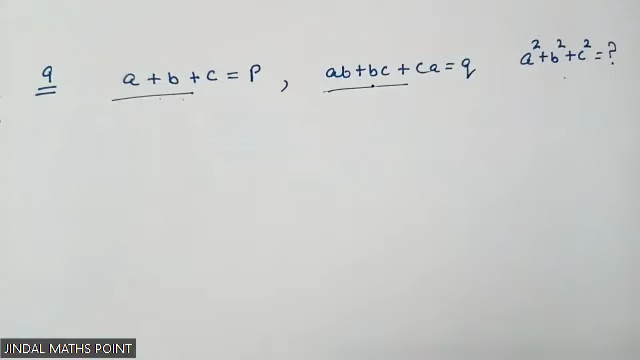 9 a + b + c = P , ab+bc+ca=q a²+b²+c²=?
JINDAL MATHS POINT